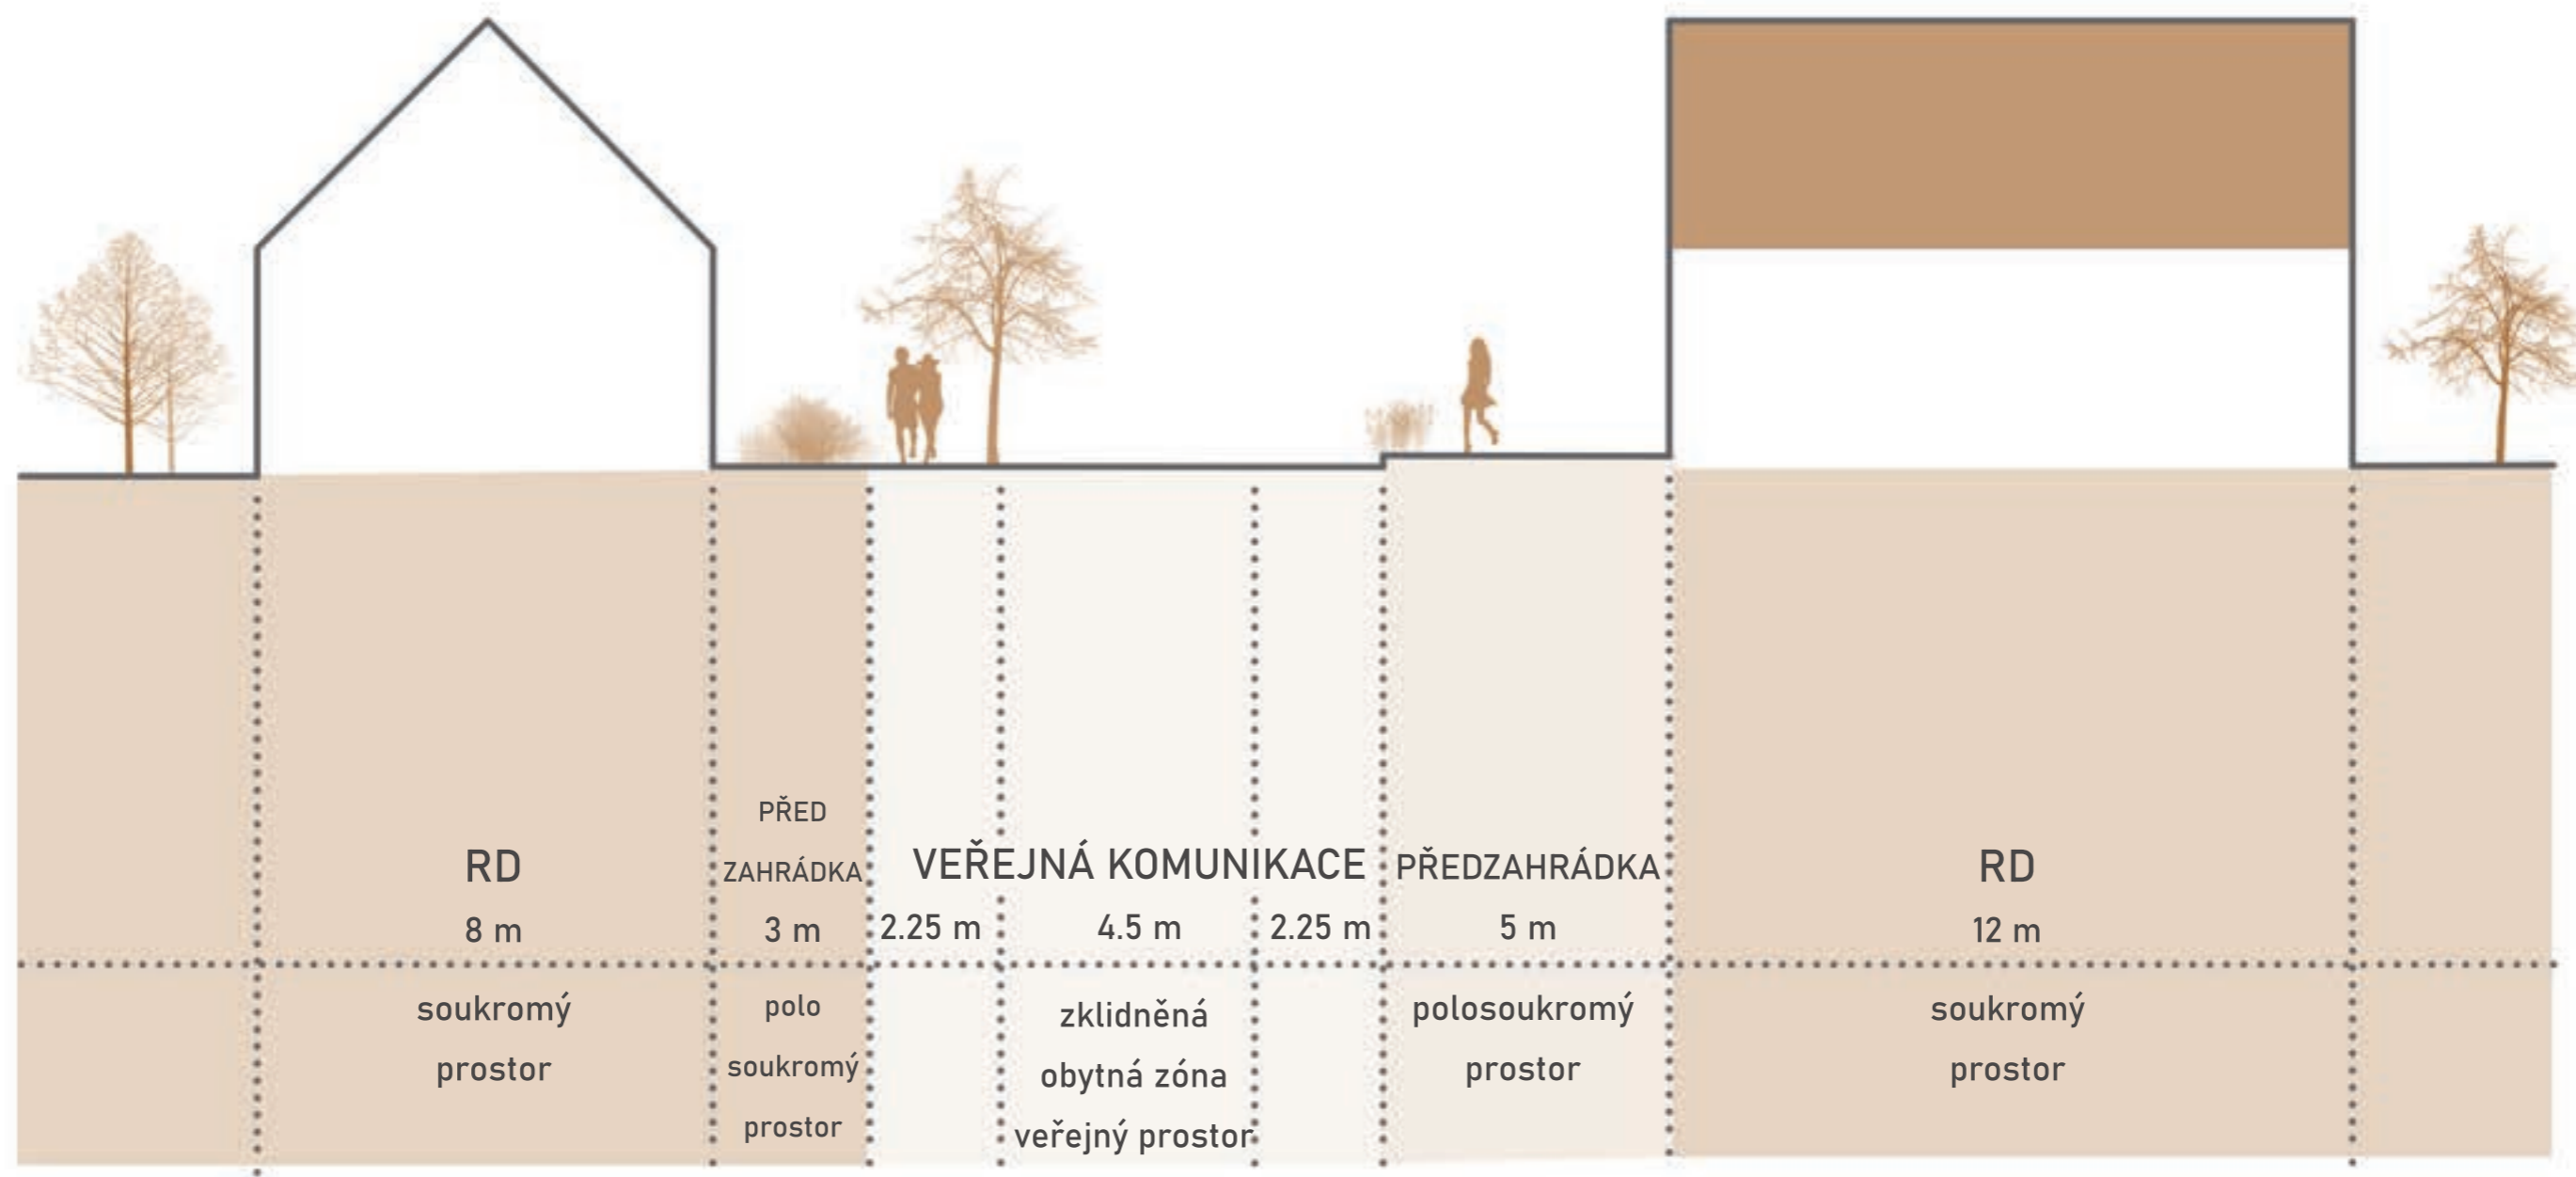 RD
8 m
soukromý
prostor
PŘED
ZAHRÁDKA
3 m
polo
soukromý
prostor
VEŘEJNÁ KOMUNIKACE
2.25 m
4.5 m
2.25 m
zklidněná
obytná zóna
veřejný prostor
PŘEDZAHRÁDKA
5 m
polosoukromý
prostor
RD
12 m
soukromý
prostor